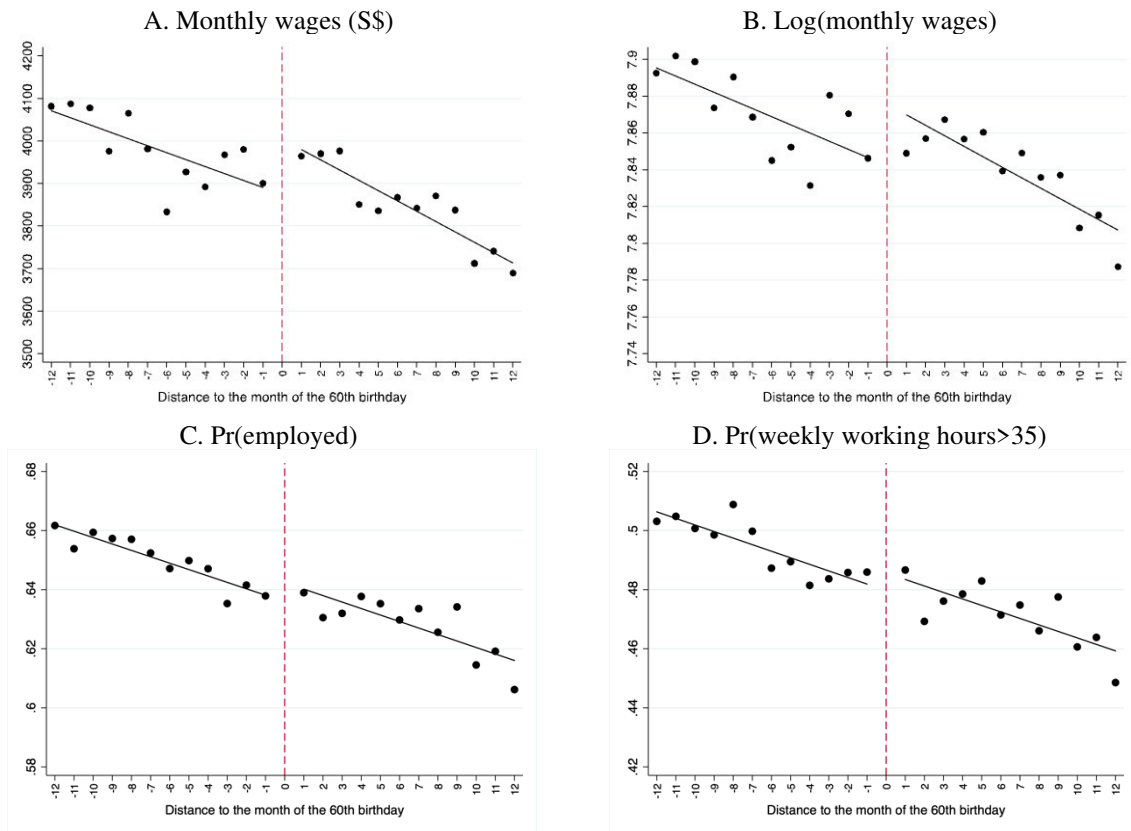 A. Monthly wages (S$)
4200
4100
4000
3900
3800
3700
3600
3500
-12 -11 -10 -9 -8 -7 -6 -5 -4 -3 -2 -1 0 1 2 3 4 5 6 7 8 9 10 11 12
Distance to the month of the 60th birthday
B. Log(monthly wages)
7.9
7.88
7.86
7.84
7.82
7.8
7.78
7.76
7.74
-12 -11 -10 -9 -8 -7 -6 -5 -4 -3 -2 -1 0 1 2 3 4 5 6 7 8 9 10 11 12
Distance to the month of the 60th birthday
C. Pr(employed)
.68
.66
.64
.62
.6
.58
-12 -11 -10 -9 -8 -7 -6 -5 -4 -3 -2 -1 0 1 2 3 4 5 6 7 8 9 10 11 12
Distance to the month of the 60th birthday
D. Pr(weekly working hours>35)
.52
.5
.48
.46
.44
.42
-12 -11 -10 -9 -8 -7 -6 -5 -4 -3 -2 -1 0 1 2 3 4 5 6 7 8 9 10 11 12
Distance to the month of the 60th birthday